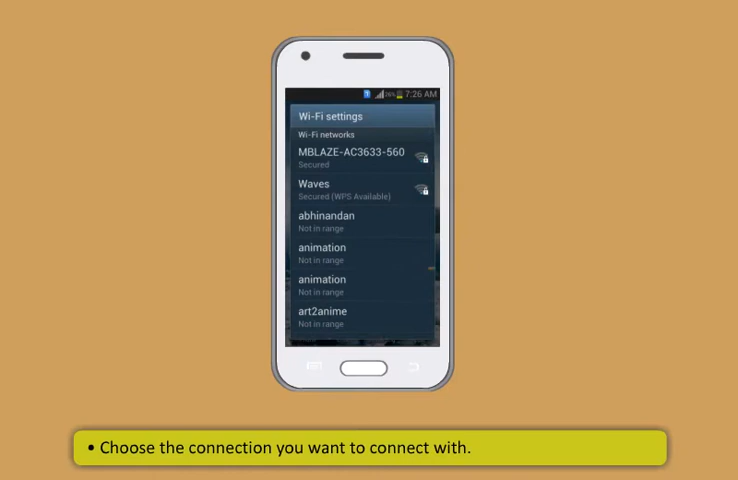 26% 7:26 AM
Wi-Fi settings
Wi-Fi networks
MBLAZE-AC3633-560
Secured
Waves
Secured (WPS Available)
abhinandan
Not in range
animation
Not in range
animation
Not in range
art2anime
Not in range
• Choose the connection you want to connect with.